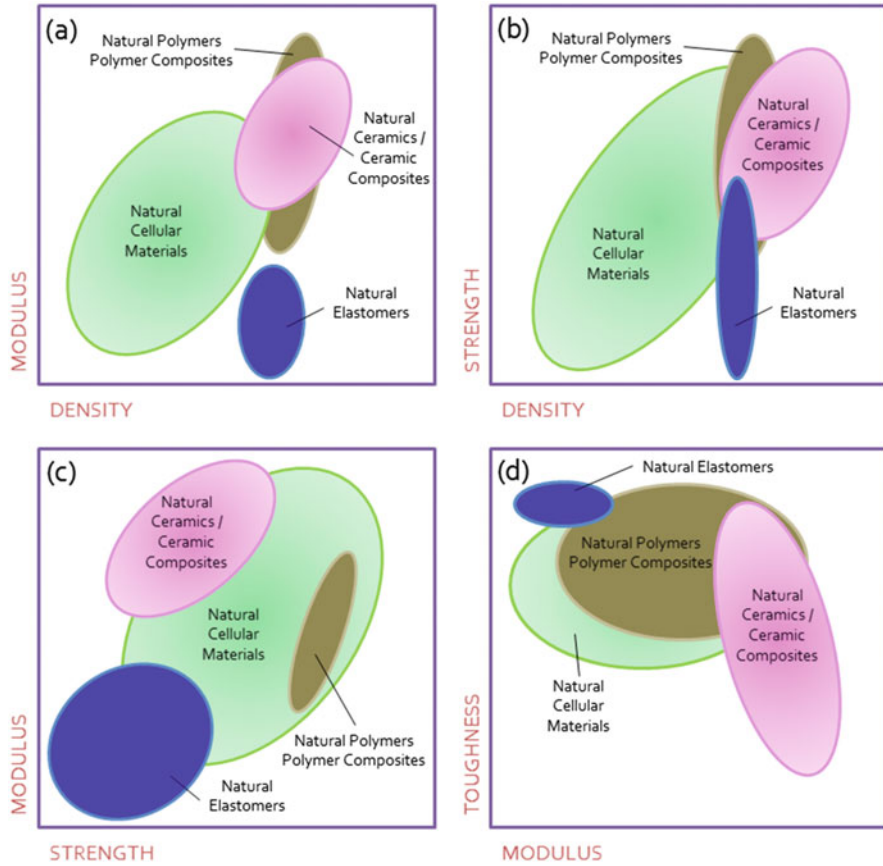 (a)
Natural Polymers
Polymer Composites
Natural
Ceramics /
Ceramic
Composites
Natural
Cellular
Materials
Natural
Elastomers
MODULUS
DENSITY
(b)
Natural Polymers
Polymer Composites
Natural
Ceramics /
Ceramic
Composites
Natural
Cellular
Materials
Natural
Elastomers
STRENGTH
DENSITY
(c)
Natural
Ceramics /
Ceramic
Composites
Natural
Cellular
Materials
Natural Polymers
Polymer Composites
Natural
Elastomers
MODULUS
STRENGTH
(d)
Natural Elastomers
Natural Polymers
Polymer Composites
Natural
Ceramics /
Ceramic
Composites
Natural
Cellular
Materials
TOUGHNESS
MODULUS